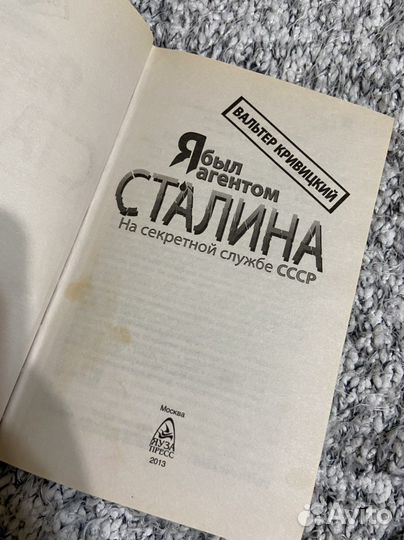 ВАЛЬТЕР КРИВИЦКИЙ
Я был
агентом
СТАЛИНА
На секретной службе СССР
Москва
ЯУЗА
ПРЕСС
2013
Avito